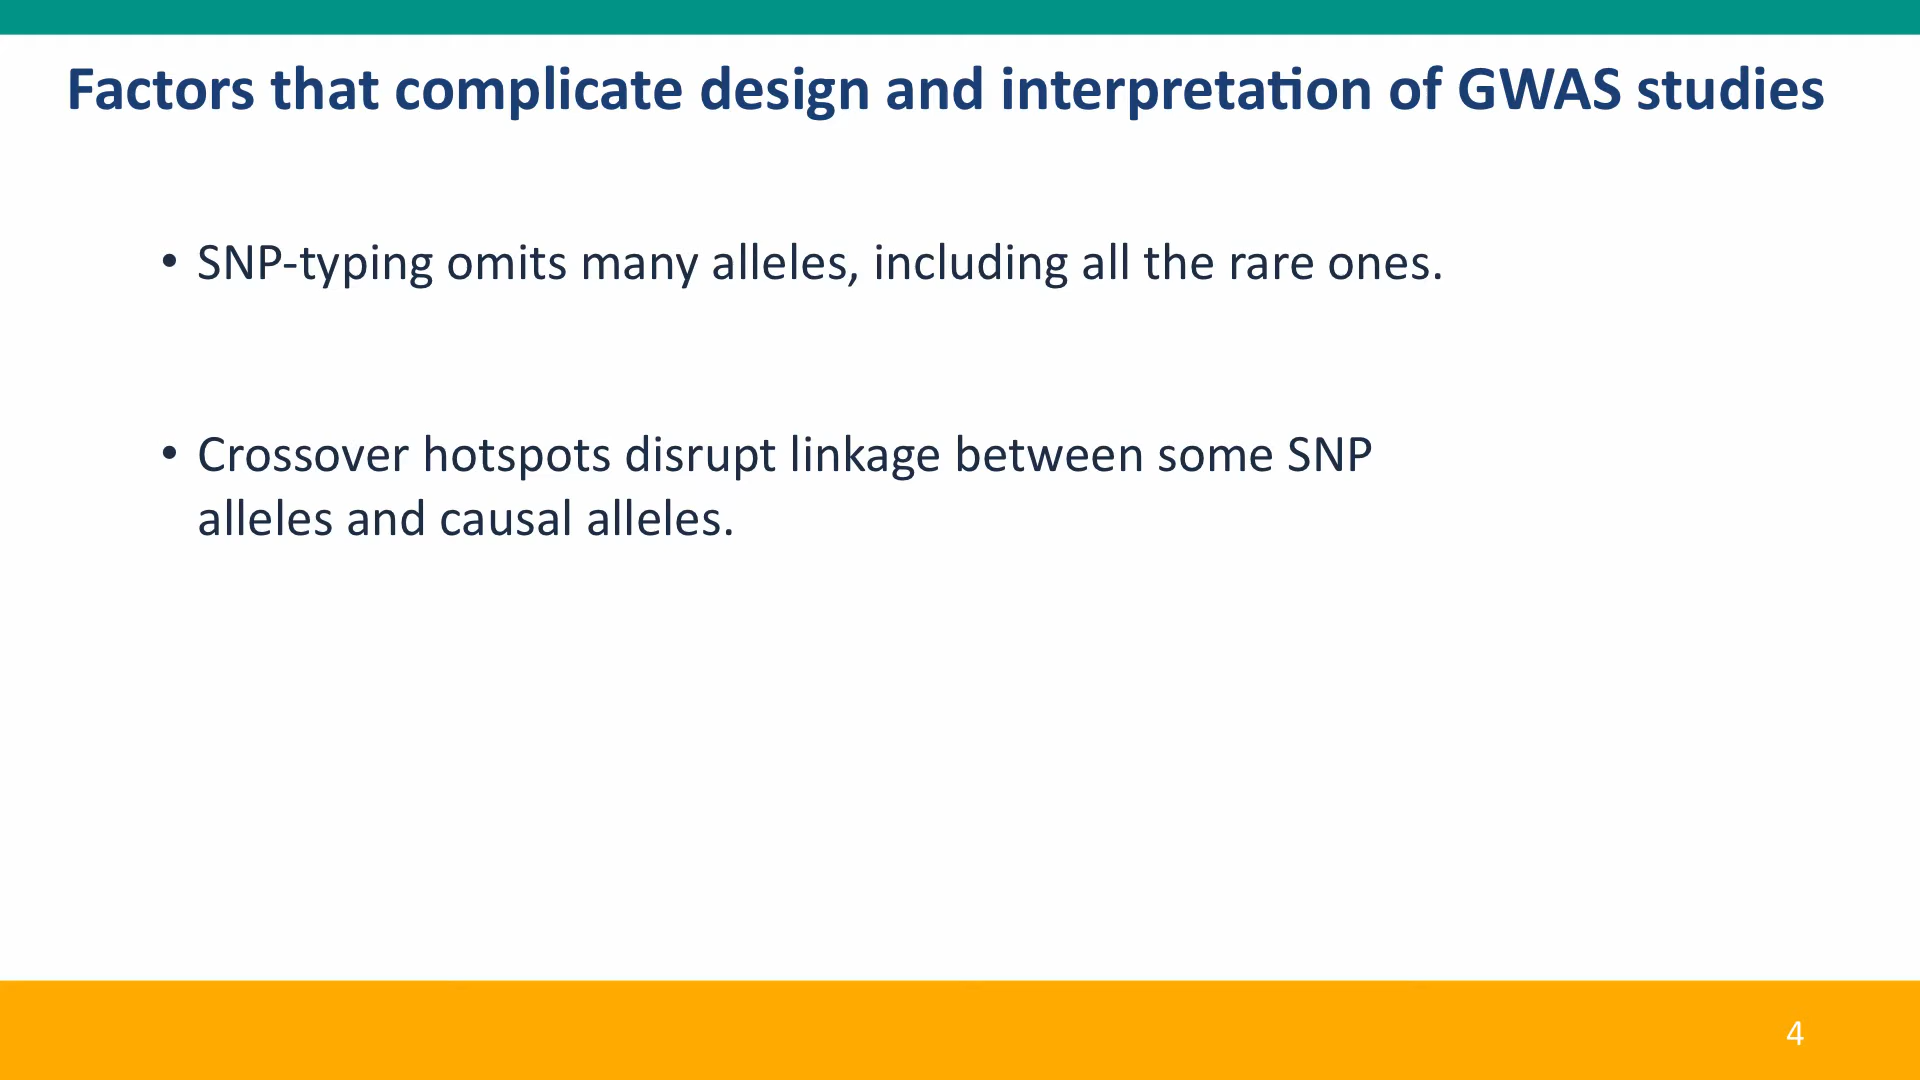 Factors that complicate design and interpretation of GWAS studies
• SNP-typing omits many alleles, including all the rare ones.
• Crossover hotspots disrupt linkage between some SNP
alleles and causal alleles.
4